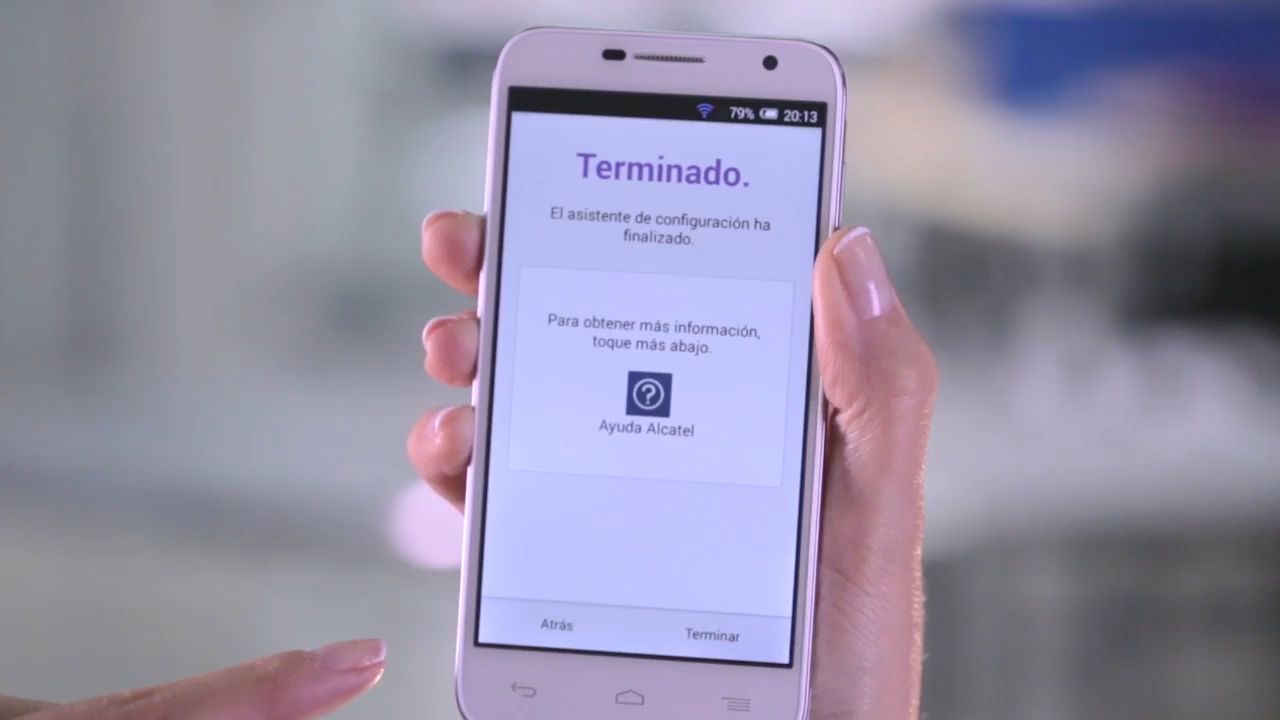 79% 20:13
Terminado.
El asistente de configuración ha
finalizado.
Para obtener más información,
toque más abajo.
?
Ayuda Alcatel
Atrás Terminar